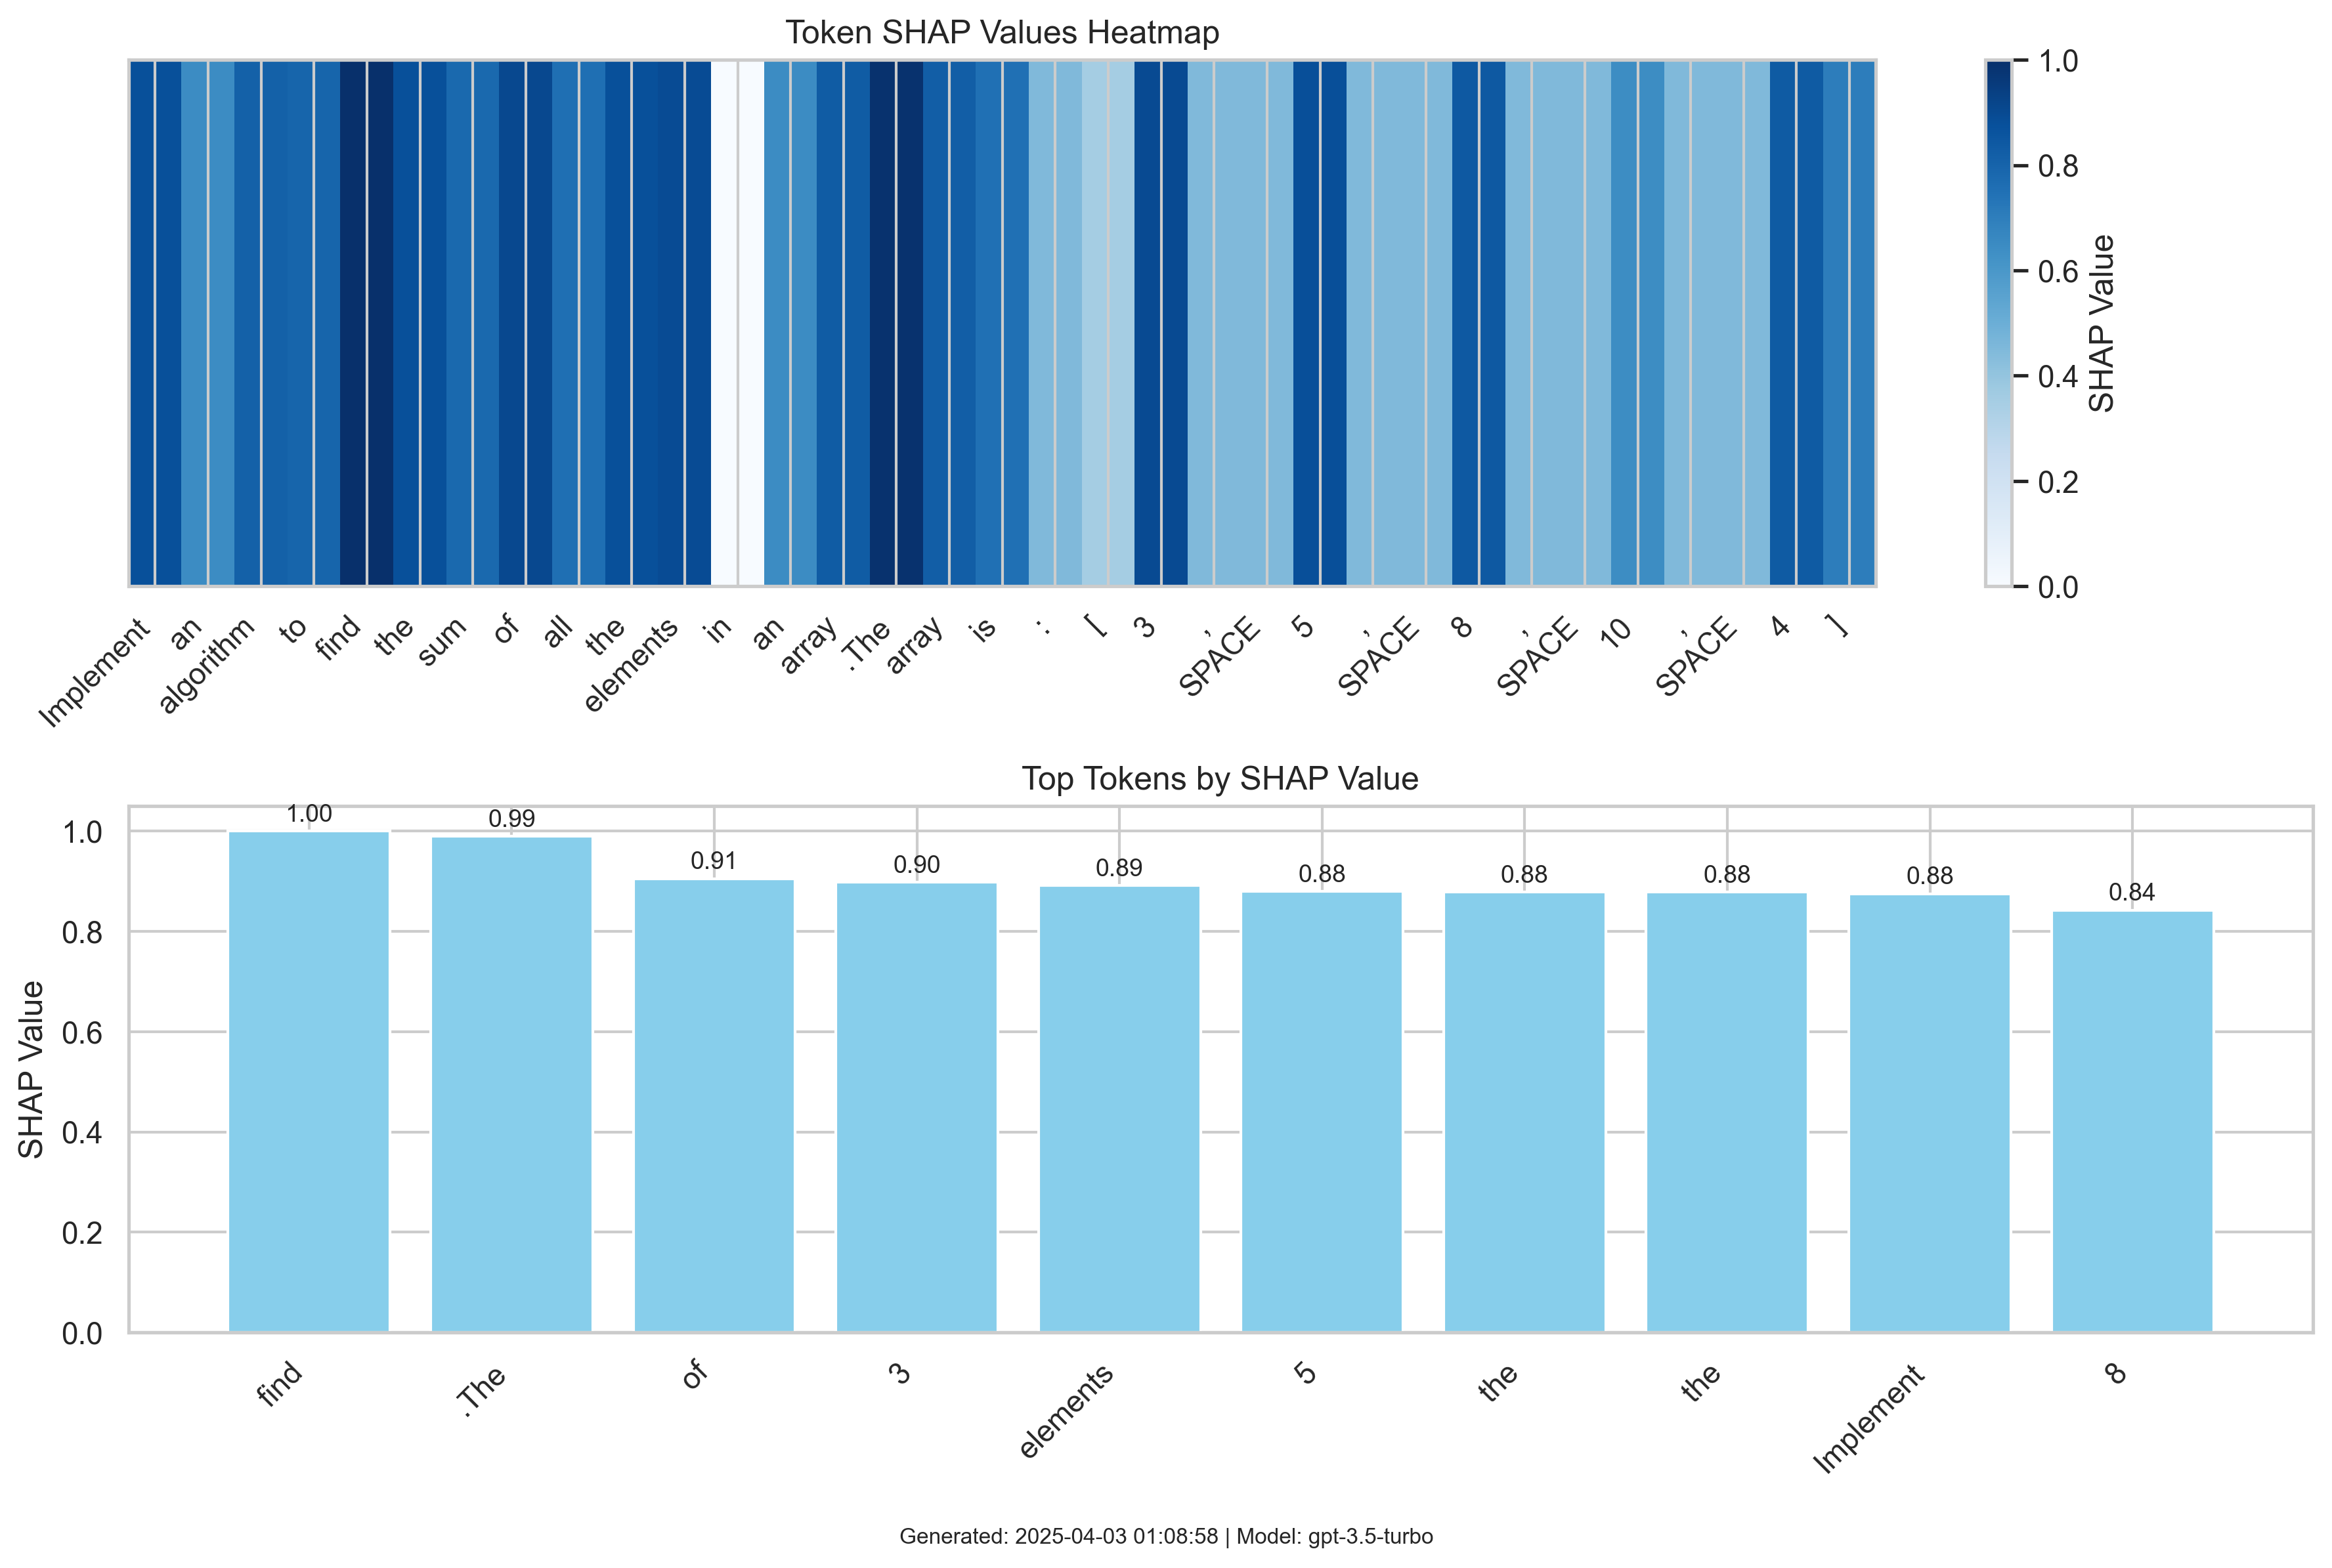 Token SHAP Values Heatmap
1.0
0.8
0.6
0.4
0.2
0.0
SHAP Value
Implement
an
algorithm
to
find
the
sum
of
all
the
elements
in
an
array
.The
array
is
:
[
3
,
SPACE
5
,
SPACE
8
,
SPACE
10
,
SPACE
4
]
Top Tokens by SHAP Value
1.00
0.99
0.91
0.90
0.89
0.88
0.88
0.88
0.88
0.84
1.0
0.8
0.6
0.4
0.2
0.0
SHAP Value
find
.The
of
3
elements
5
the
the
Implement
8
Generated: 2025-04-03 01:08:58 | Model: gpt-3.5-turbo